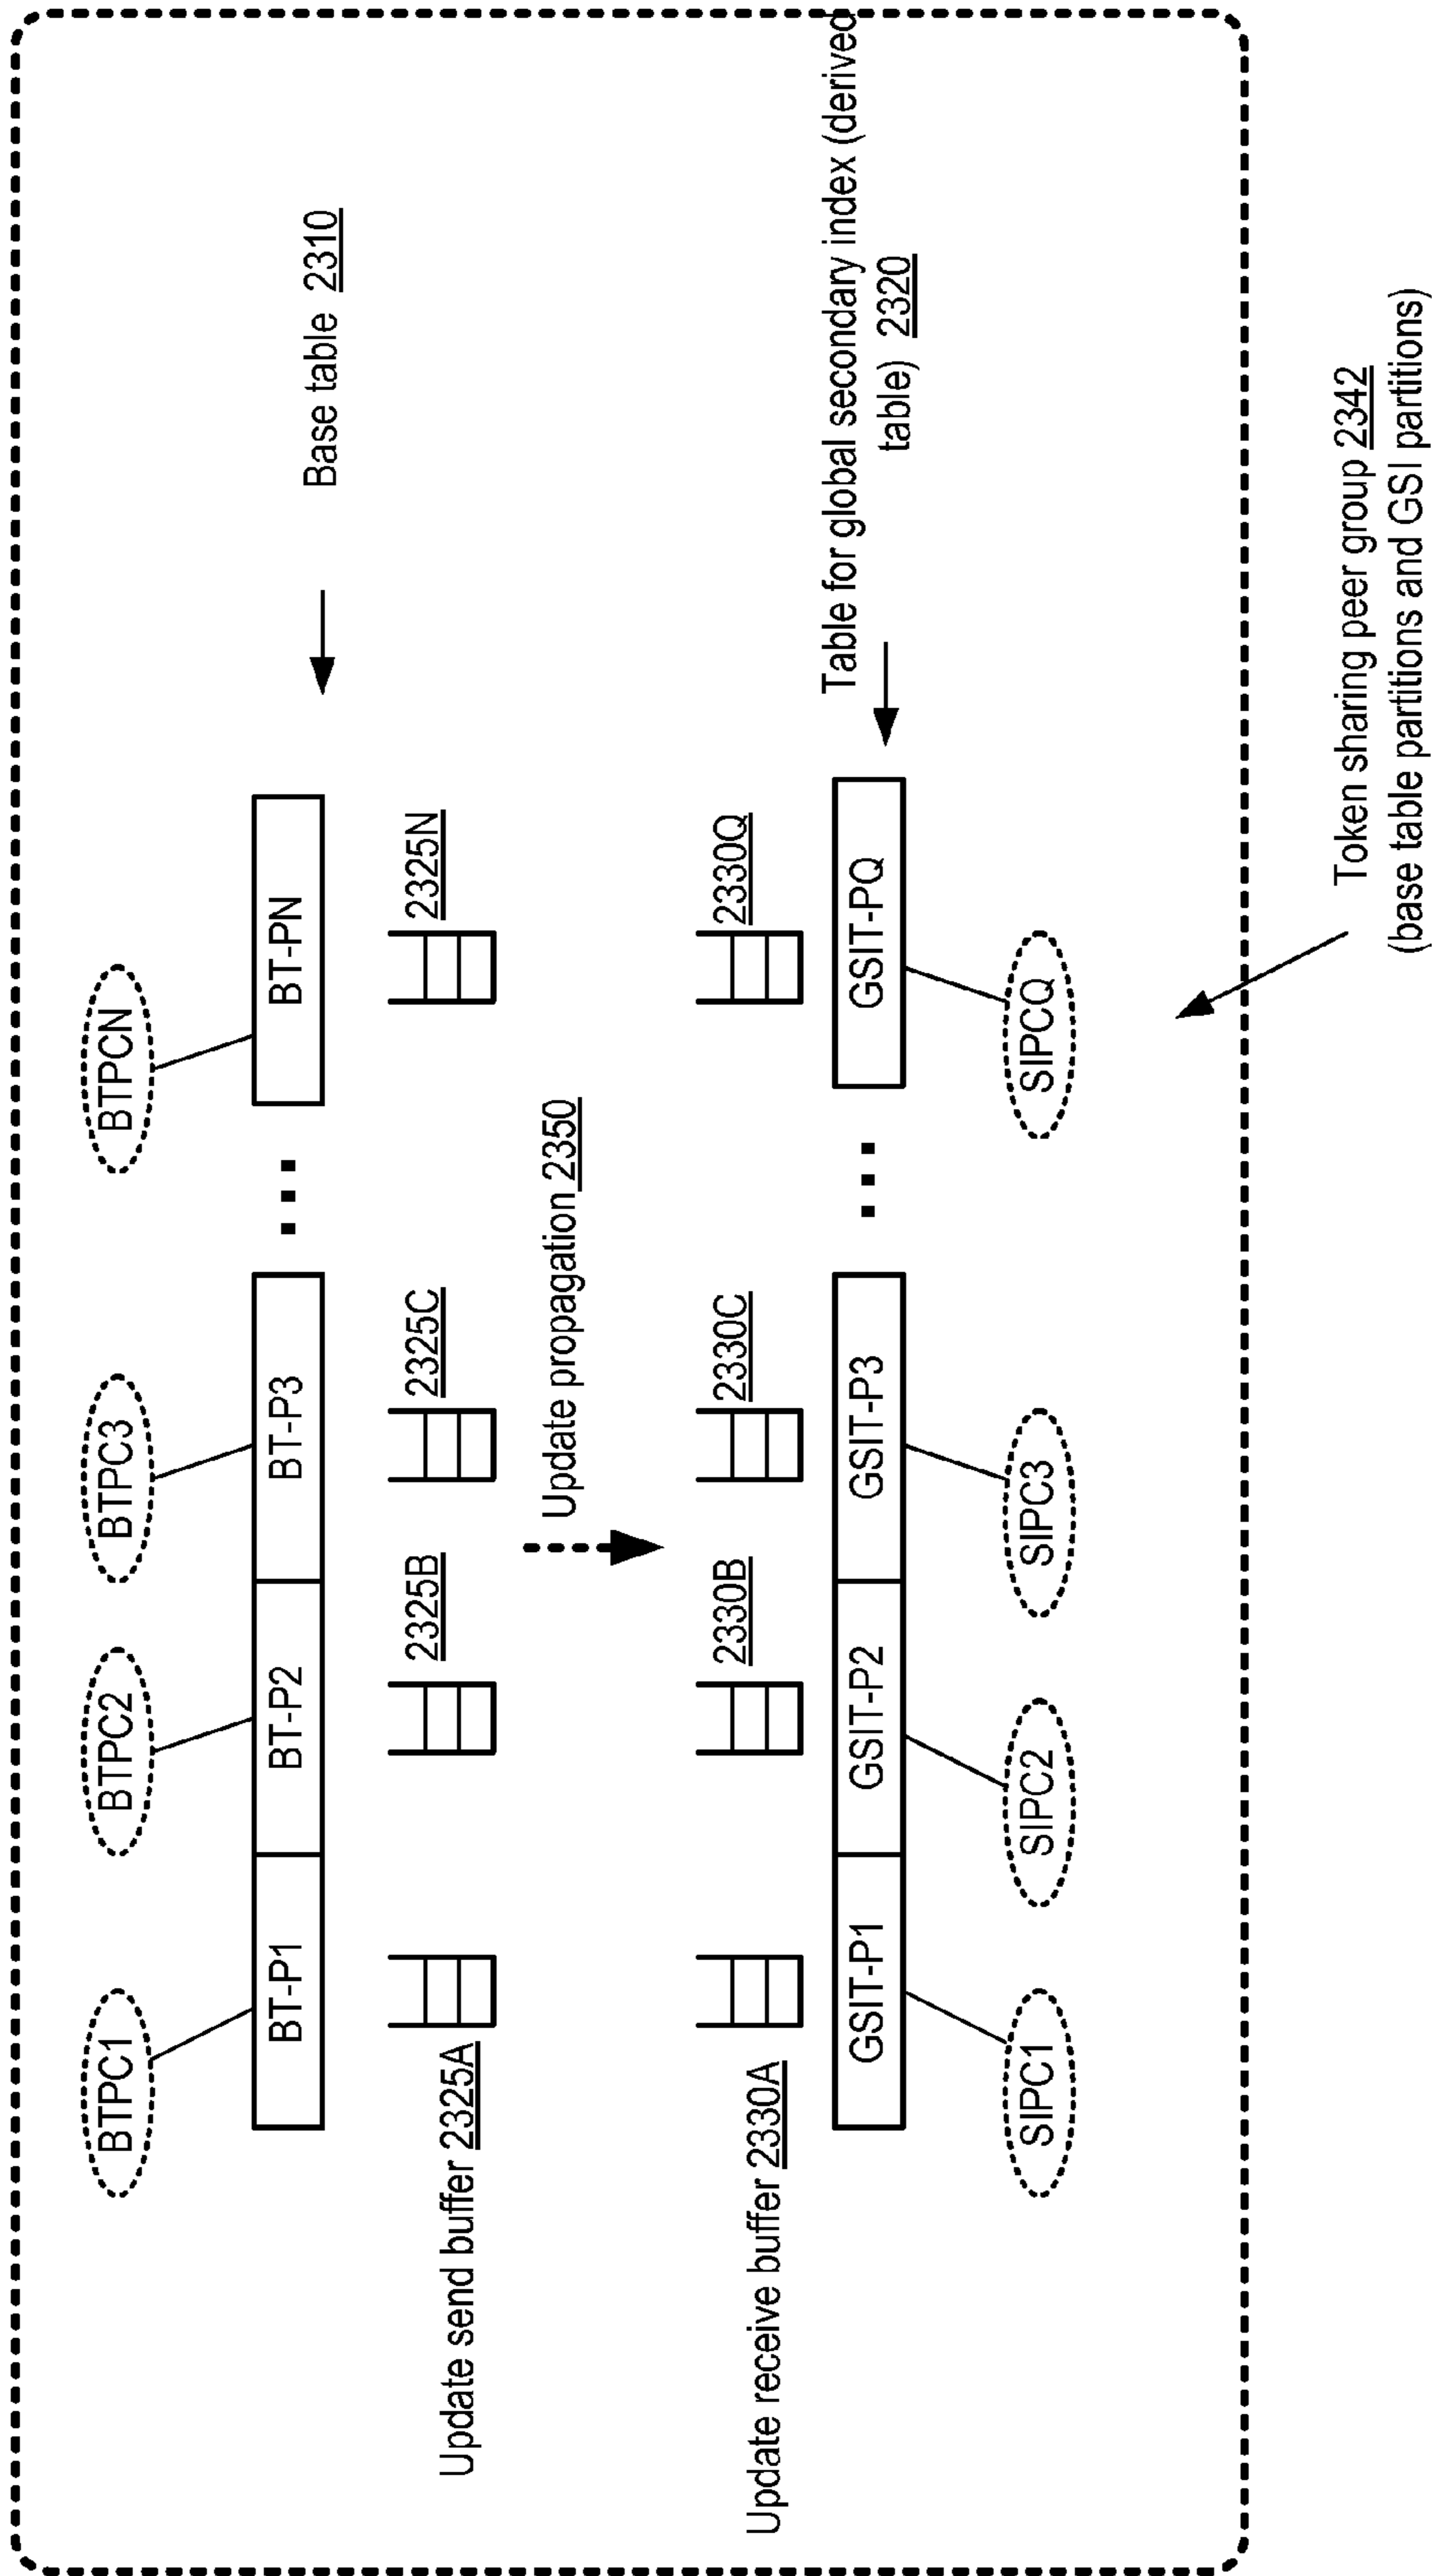 BTPC1
BTPC2
BTPC3
BTPCN
BT-P1
BT-P2
BT-P3
...
BT-PN
Base table 2310
Update send buffer 2325A
2325B
2325C
2325N
Update propagation 2350
Update receive buffer 2330A
2330B
2330C
2330Q
GSIT-P1
GSIT-P2
GSIT-P3
...
GSIT-PQ
Table for global secondary index (derived
table) 2320
SIPC1
SIPC2
SIPC3
SIPCQ
Token sharing peer group 2342
(base table partitions and GSI partitions)